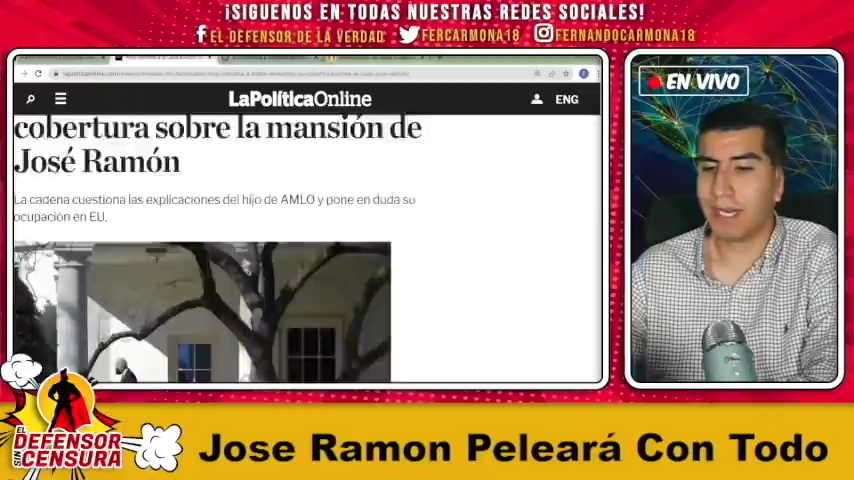 ¡SIGUENOS EN TODAS NUESTRAS REDES SOCIALES!
EL DEFENSOR DE LA VERDAD FERCARMONA18 FERNANDOCARMONA18
LaPolíticaOnline
ENG
cobertura sobre la mansión de
José Ramón
La cadena cuestiona las explicaciones del hijo de AMLO y pone en duda su
ocupación en EU.
EN VIVO
EL
DEFENSOR
SIN
CENSURA
Jose Ramon Peleará Con Todo